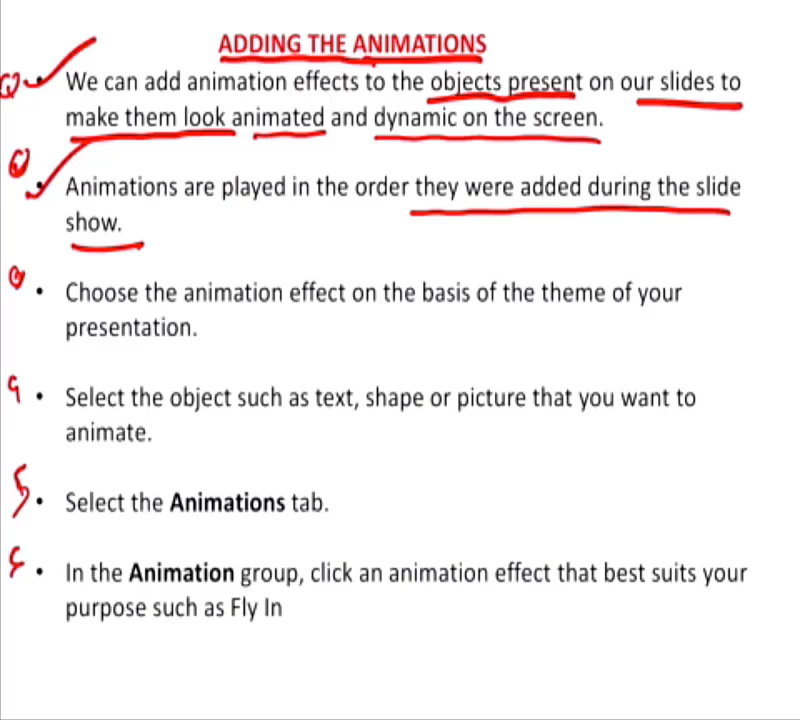 ADDING THE ANIMATIONS
• We can add animation effects to the objects present on our slides to
make them look animated and dynamic on the screen.
• Animations are played in the order they were added during the slide
show.
• Choose the animation effect on the basis of the theme of your
presentation.
• Select the object such as text, shape or picture that you want to
animate.
• Select the Animations tab.
• In the Animation group, click an animation effect that best suits your
purpose such as Fly In